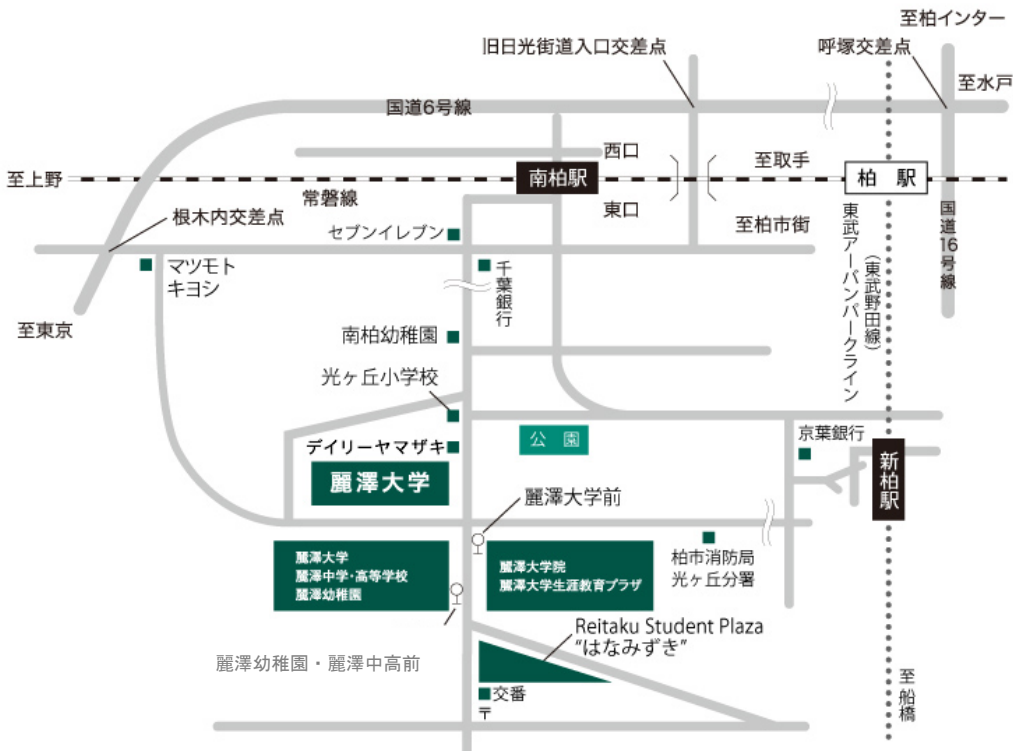 至柏インター
旧日光街道入口交差点
呼塚交差点
至水戸
国道6号線
西口
至取手
至上野
南柏駅
柏 駅
常磐線
東口
根木内交差点
セブンイレブン
至柏市街
国道16号線
東武アーバンパークライン
(東武野田線)
マツモト
キヨシ
千葉銀行
至東京
南柏幼稚園
光ヶ丘小学校
公 園
京葉銀行
デイリーヤマザキ
新柏駅
麗澤大学
麗澤大学前
麗澤大学
麗澤中学・高等学校
麗澤幼稚園
麗澤大学院
麗澤大学生涯教育プラザ
柏市消防局
光ヶ丘分署
Reitaku Student Plaza
“はなみずき”
麗澤幼稚園・麗澤中高前
至船橋
交番
〒